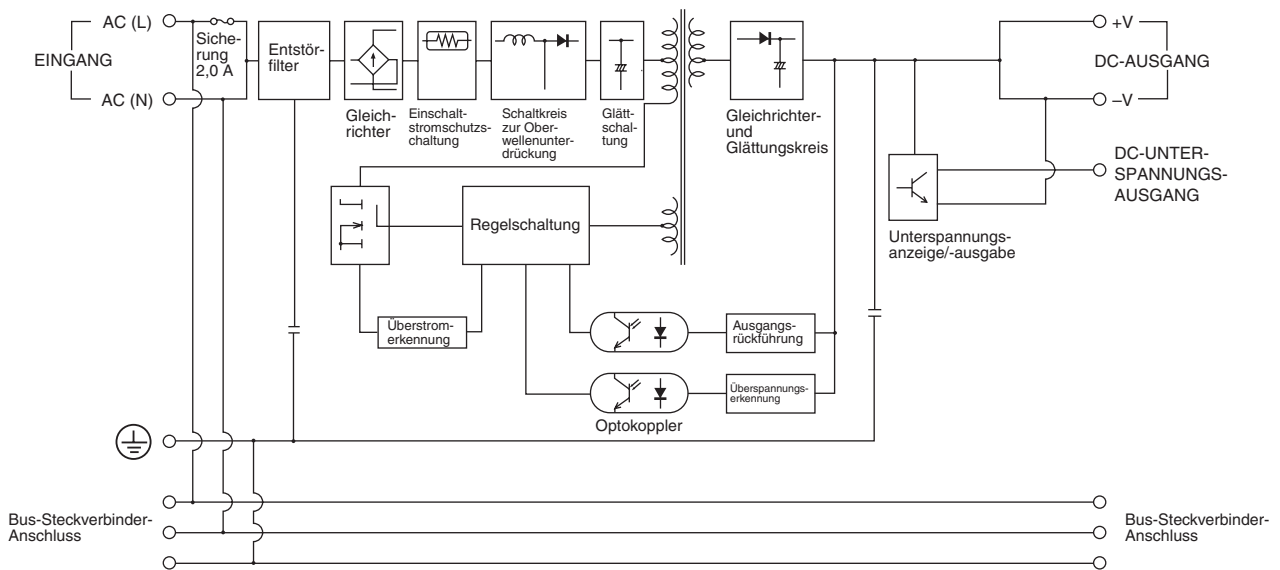 AC (L)
EINGANG
AC (N)
Siche-
rung
2,0 A
Entstör-
filter
Gleich-
richter
Einschalt
stromschutzs-
chaltung
Schaltkreis
zur Ober-
wellenunter-
drückung
Glätt-
schal-
tung
Gleichrichter-
und
Glättungskreis
+V
DC-AUSGANG
–V
DC-UNTER-
SPANNUNGS-
AUSGANG
Unterspannungs-
anzeige/-ausgabe
Regelschaltung
Überstrom-
erkennung
Ausgangs-
rückführung
Überspannungs-
erkennung
Optokoppler
Bus-Steckverbinder-
Anschluss
Bus-Steckverbinder-
Anschluss